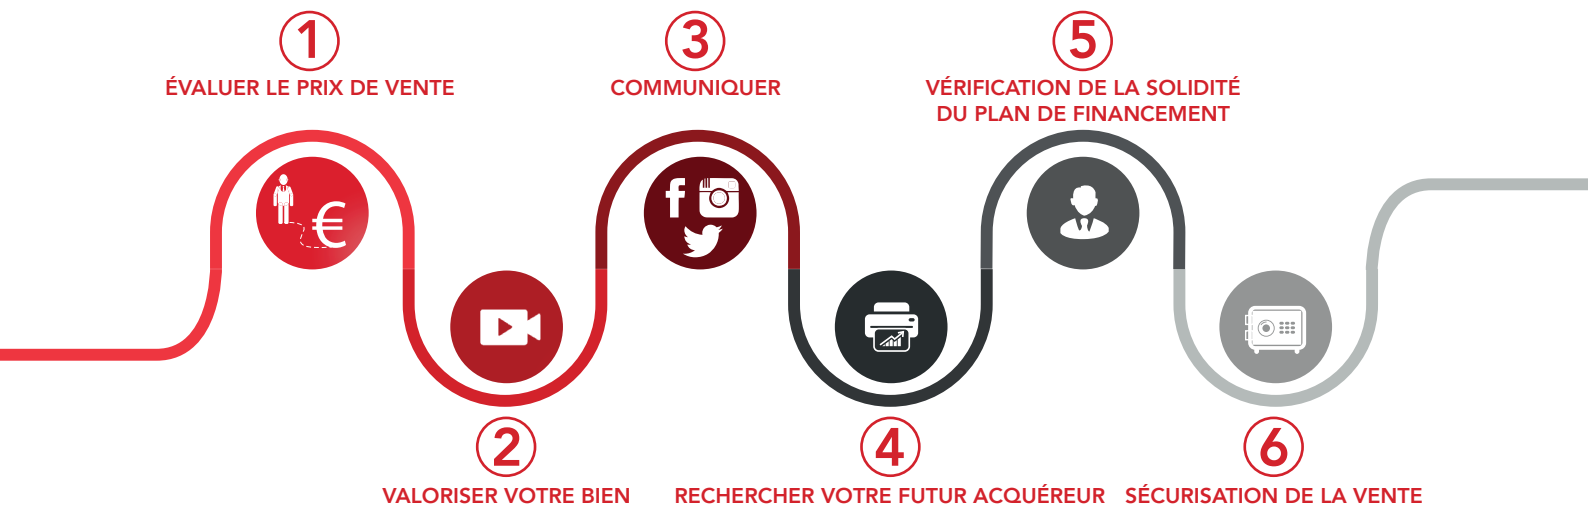 1
ÉVALUER LE PRIX DE VENTE
2
VALORISER VOTRE BIEN
3
COMMUNIQUER
4
RECHERCHER VOTRE FUTUR ACQUÉREUR
5
VÉRIFICATION DE LA SOLIDITÉ
DU PLAN DE FINANCEMENT
6
SÉCURISATION DE LA VENTE